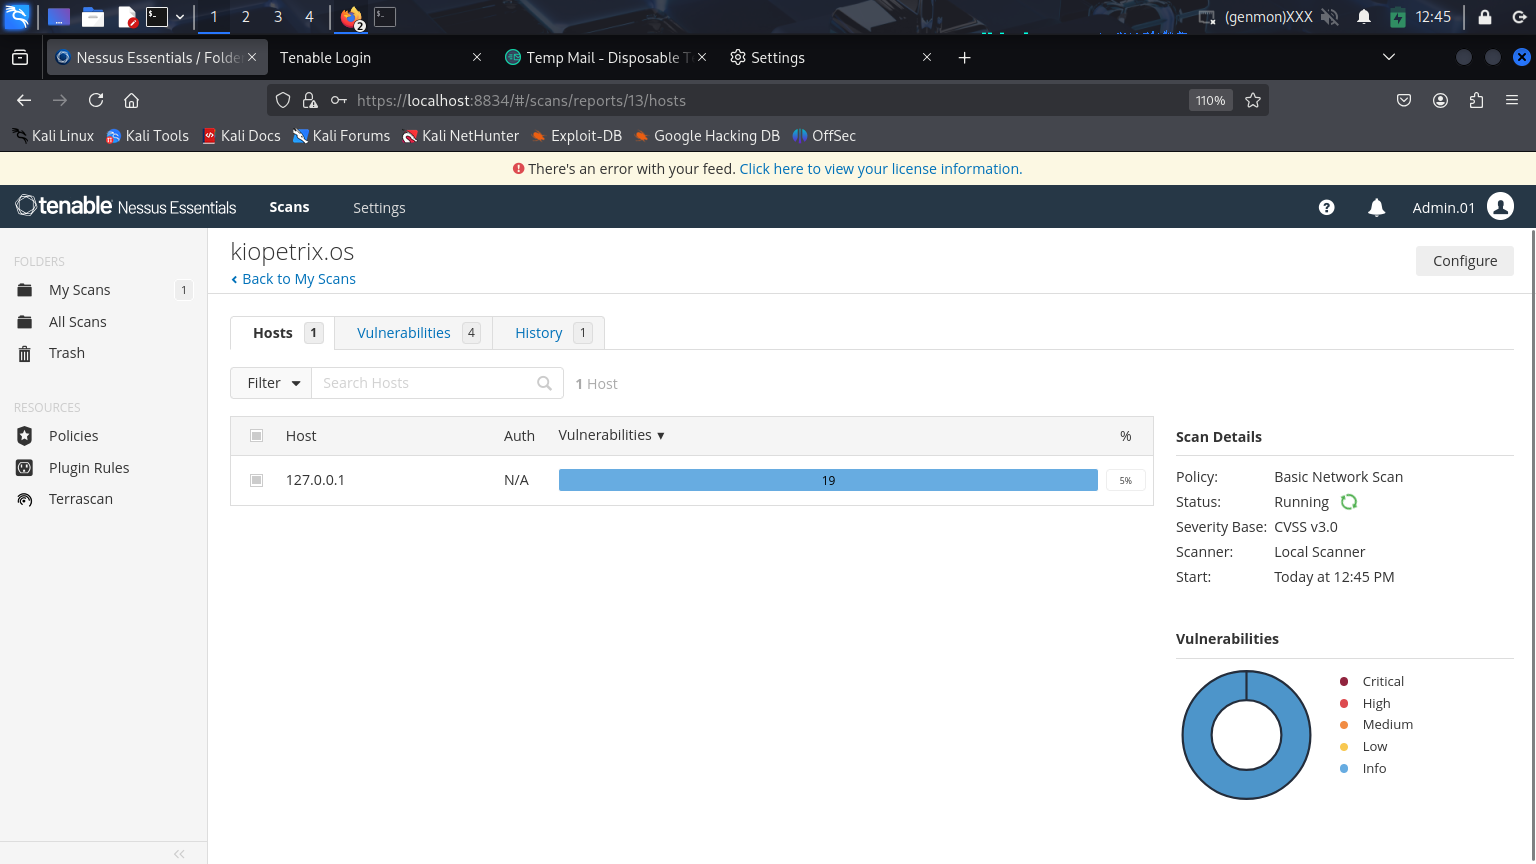 1 2 3 4 2 (genmon)XXX 12:45
Nessus Essentials / Folde Tenable Login Temp Mail - Disposable T Settings
https://localhost:8834/#/scans/reports/13/hosts 110%
Kali Linux Kali Tools Kali Docs Kali Forums Kali NetHunter Exploit-DB Google Hacking DB OffSec
There's an error with your feed. Click here to view your license information.
tenable Nessus Essentials Scans Settings Admin.01
FOLDERS
My Scans 1
All Scans
Trash
RESOURCES
Policies
Plugin Rules
Terrascan
kiopetrix.os
Back to My Scans
Configure
Hosts 1 Vulnerabilities 4 History 1
Filter Search Hosts 1 Host
Host Auth Vulnerabilities %
127.0.0.1 N/A 19 5%
Scan Details
Policy: Basic Network Scan
Status: Running
Severity Base: CVSS v3.0
Scanner: Local Scanner
Start: Today at 12:45 PM
Vulnerabilities
Critical
High
Medium
Low
Info